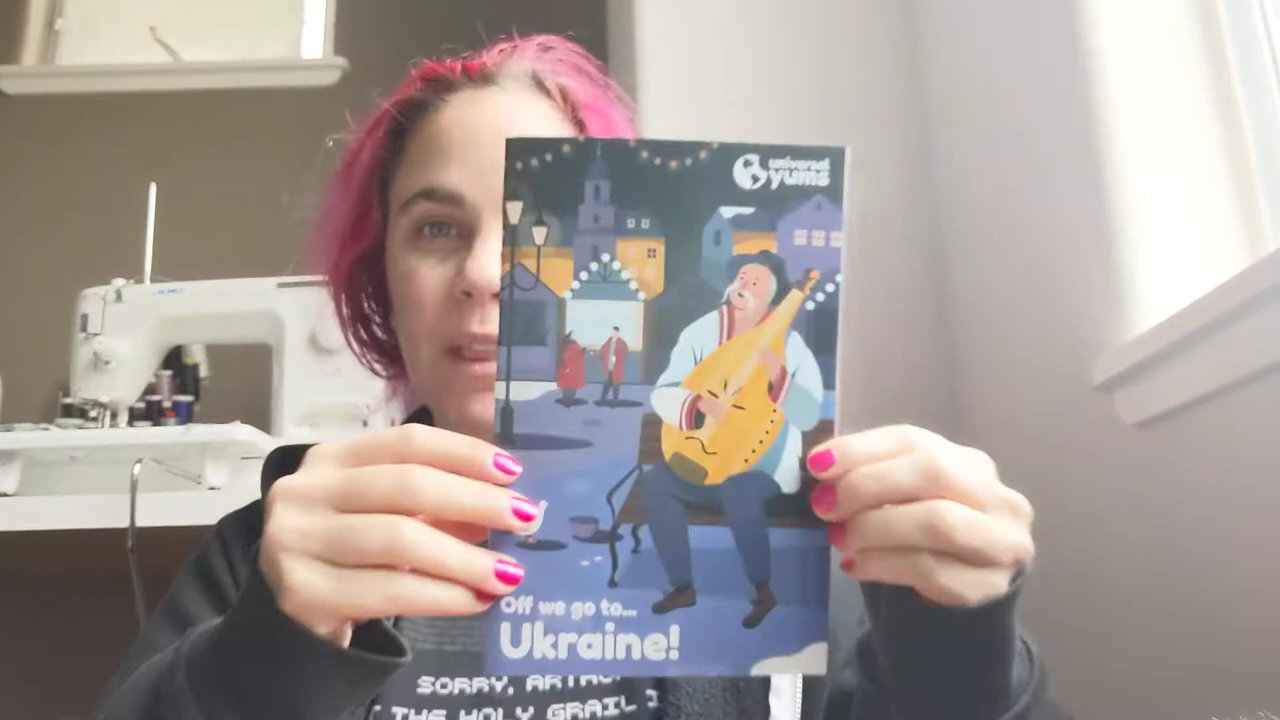 universal
yums
Off we go to...
Ukraine!
SORRY,
THE HOLY GRAIL